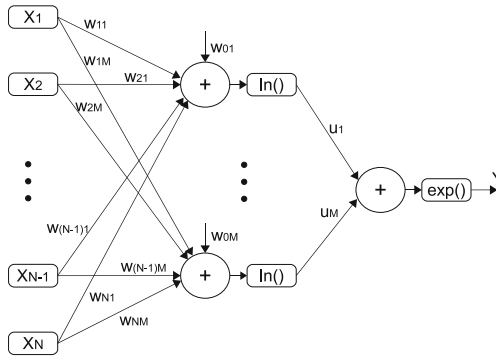 X1
w11
w01
w1M
X2
w21
+
ln()
w2M
u1
+
exp()
Y
w(N-1)1
w0M
uM
XN-1
w(N-1)M
+
ln()
wN1
XN
wNM